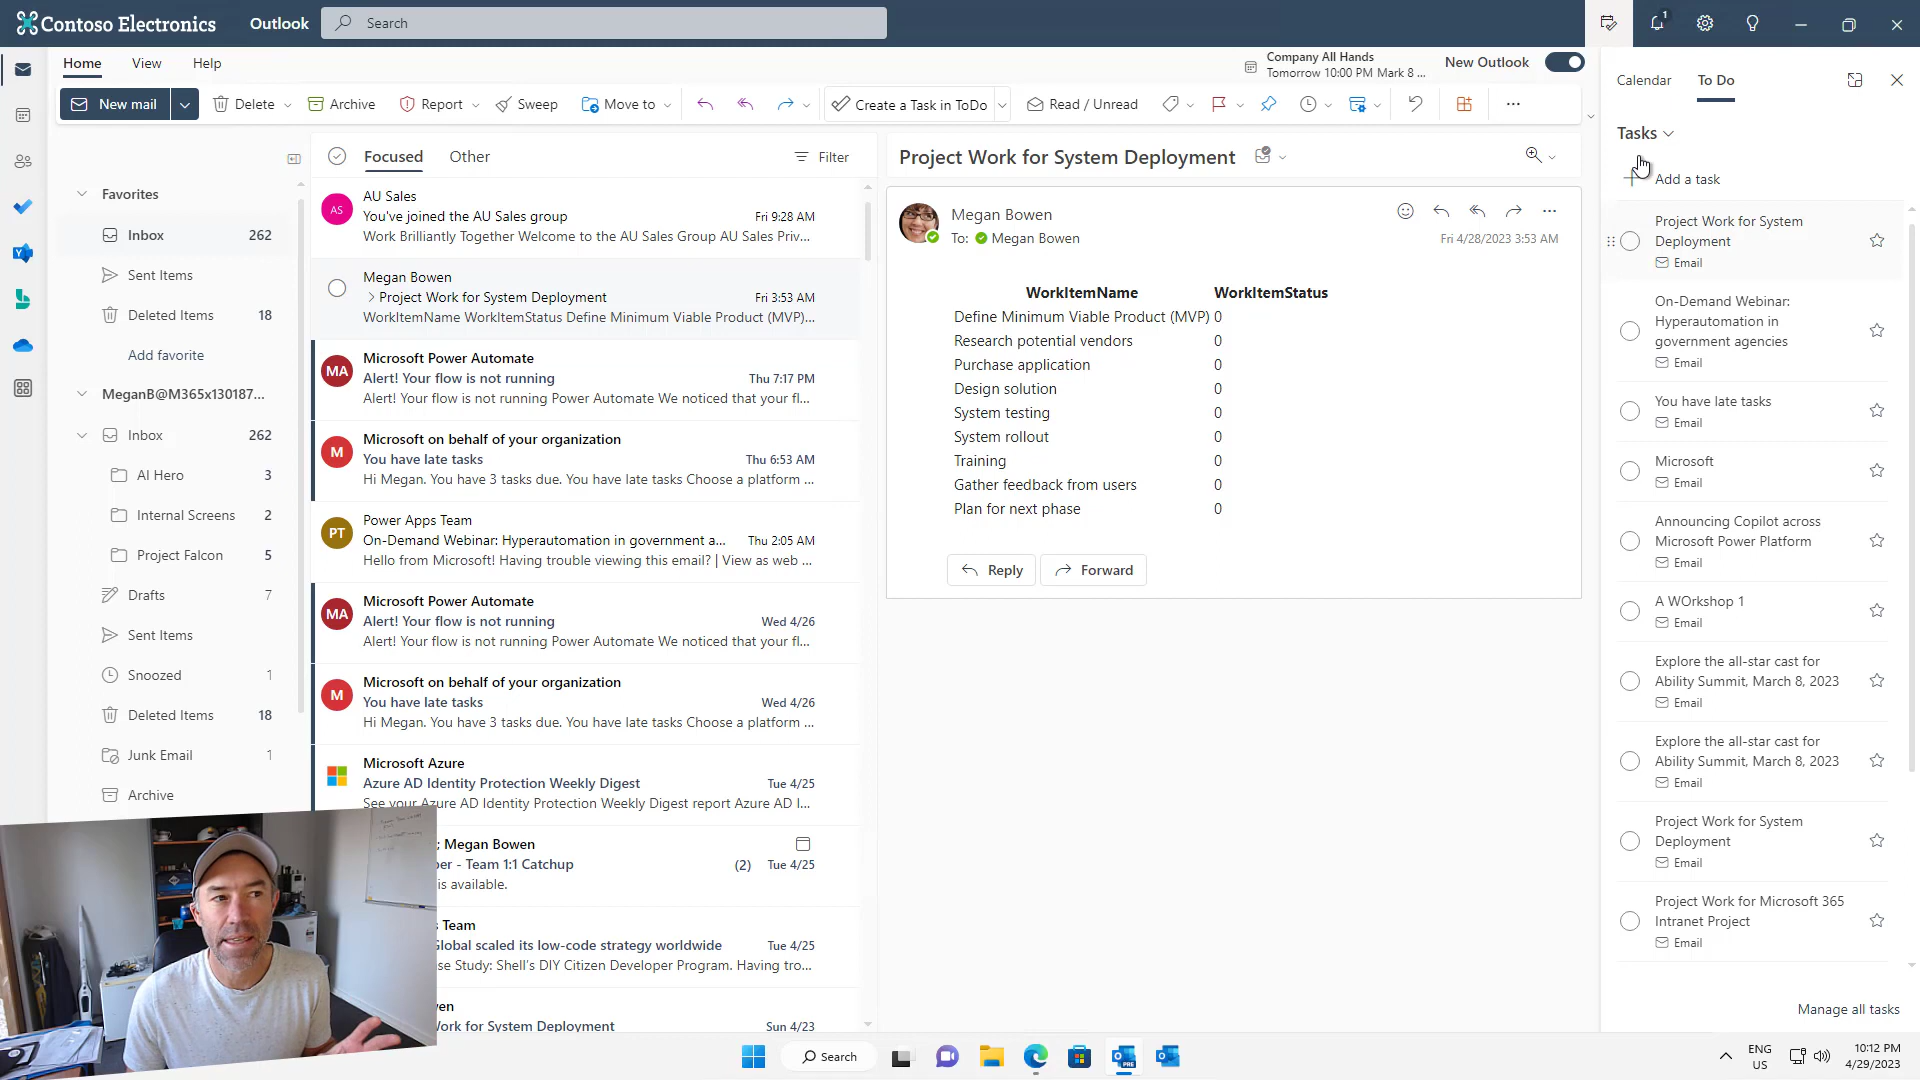 Contoso Electronics
Outlook
Search
1
Home
View
Help
Company All Hands
Tomorrow 10:00 PM Mark 8 ...
New Outlook
New mail
Delete
Archive
Report
Sweep
Move to
Create a Task in ToDo
Read / Unread
Favorites
Inbox 262
Sent Items
Deleted Items 18
Add favorite
MeganB@M365x130187...
Inbox 262
AI Hero 3
Internal Screens 2
Project Falcon 5
Drafts 7
Sent Items
Snoozed 1
Deleted Items 18
Junk Email 1
Archive
Focused
Other
Filter
AS
AU Sales
You've joined the AU Sales group Fri 9:28 AM
Work Brilliantly Together Welcome to the AU Sales Group AU Sales Priv...
Megan Bowen
Project Work for System Deployment Fri 3:53 AM
WorkItemName WorkItemStatus Define Minimum Viable Product (MVP)...
MA
Microsoft Power Automate
Alert! Your flow is not running Thu 7:17 PM
Alert! Your flow is not running Power Automate We noticed that your fl...
M
Microsoft on behalf of your organization
You have late tasks Thu 6:53 AM
Hi Megan. You have 3 tasks due. You have late tasks Choose a platform ...
PT
Power Apps Team
On-Demand Webinar: Hyperautomation in government a... Thu 2:05 AM
Hello from Microsoft! Having trouble viewing this email? | View as web ...
MA
Microsoft Power Automate
Alert! Your flow is not running Wed 4/26
Alert! Your flow is not running Power Automate We noticed that your fl...
M
Microsoft on behalf of your organization
You have late tasks Wed 4/26
Hi Megan. You have 3 tasks due. You have late tasks Choose a platform ...
Microsoft Azure
Azure AD Identity Protection Weekly Digest Tue 4/25
See your Azure AD Identity Protection Weekly Digest report Azure AD I...
; Megan Bowen
per - Team 1:1 Catchup (2) Tue 4/25
is available.
s Team
Global scaled its low-code strategy worldwide Tue 4/25
se Study: Shell's DIY Citizen Developer Program. Having tro...
wen
Work for System Deployment Sun 4/23
Project Work for System Deployment
Megan Bowen
To: Megan Bowen
Fri 4/28/2023 3:53 AM
WorkItemName WorkItemStatus
Define Minimum Viable Product (MVP) 0
Research potential vendors 0
Purchase application 0
Design solution 0
System testing 0
System rollout 0
Training 0
Gather feedback from users 0
Plan for next phase 0
Reply
Forward
Calendar
To Do
Tasks
Add a task
Project Work for System
Deployment
Email
On-Demand Webinar:
Hyperautomation in
government agencies
Email
You have late tasks
Email
Microsoft
Email
Announcing Copilot across
Microsoft Power Platform
Email
A WOrkshop 1
Email
Explore the all-star cast for
Ability Summit, March 8, 2023
Email
Explore the all-star cast for
Ability Summit, March 8, 2023
Email
Project Work for System
Deployment
Email
Project Work for Microsoft 365
Intranet Project
Email
Manage all tasks
Search
PRE
ENG
US
10:12 PM
4/29/2023